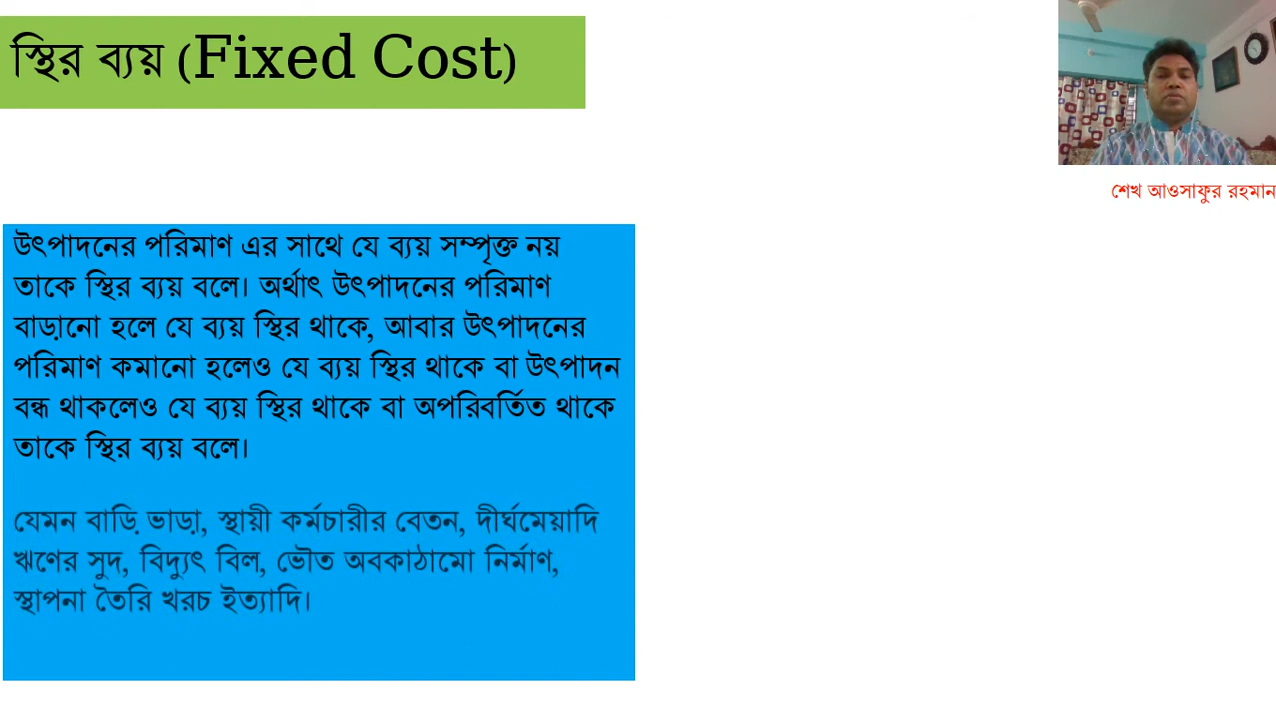 স্থির ব্যয় (Fixed Cost)
শেখ আওসাফুর রহমান
উৎপাদনের পরিমাণ এর সাথে যে ব্যয় সম্পৃক্ত নয়
তাকে স্থির ব্যয় বলে। অর্থাৎ উৎপাদনের পরিমাণ
বাড়ানো হলে যে ব্যয় স্থির থাকে, আবার উৎপাদনের
পরিমাণ কমানো হলেও যে ব্যয় স্থির থাকে বা উৎপাদন
বন্ধ থাকলেও যে ব্যয় স্থির থাকে বা অপরিবর্তিত থাকে
তাকে স্থির ব্যয় বলে।
যেমন বাড়ি ভাড়া, স্থায়ী কর্মচারীর বেতন, দীর্ঘমেয়াদি
ঋণের সুদ, বিদ্যুৎ বিল, ভৌত অবকাঠামো নির্মাণ,
স্থাপনা তৈরি খরচ ইত্যাদি।